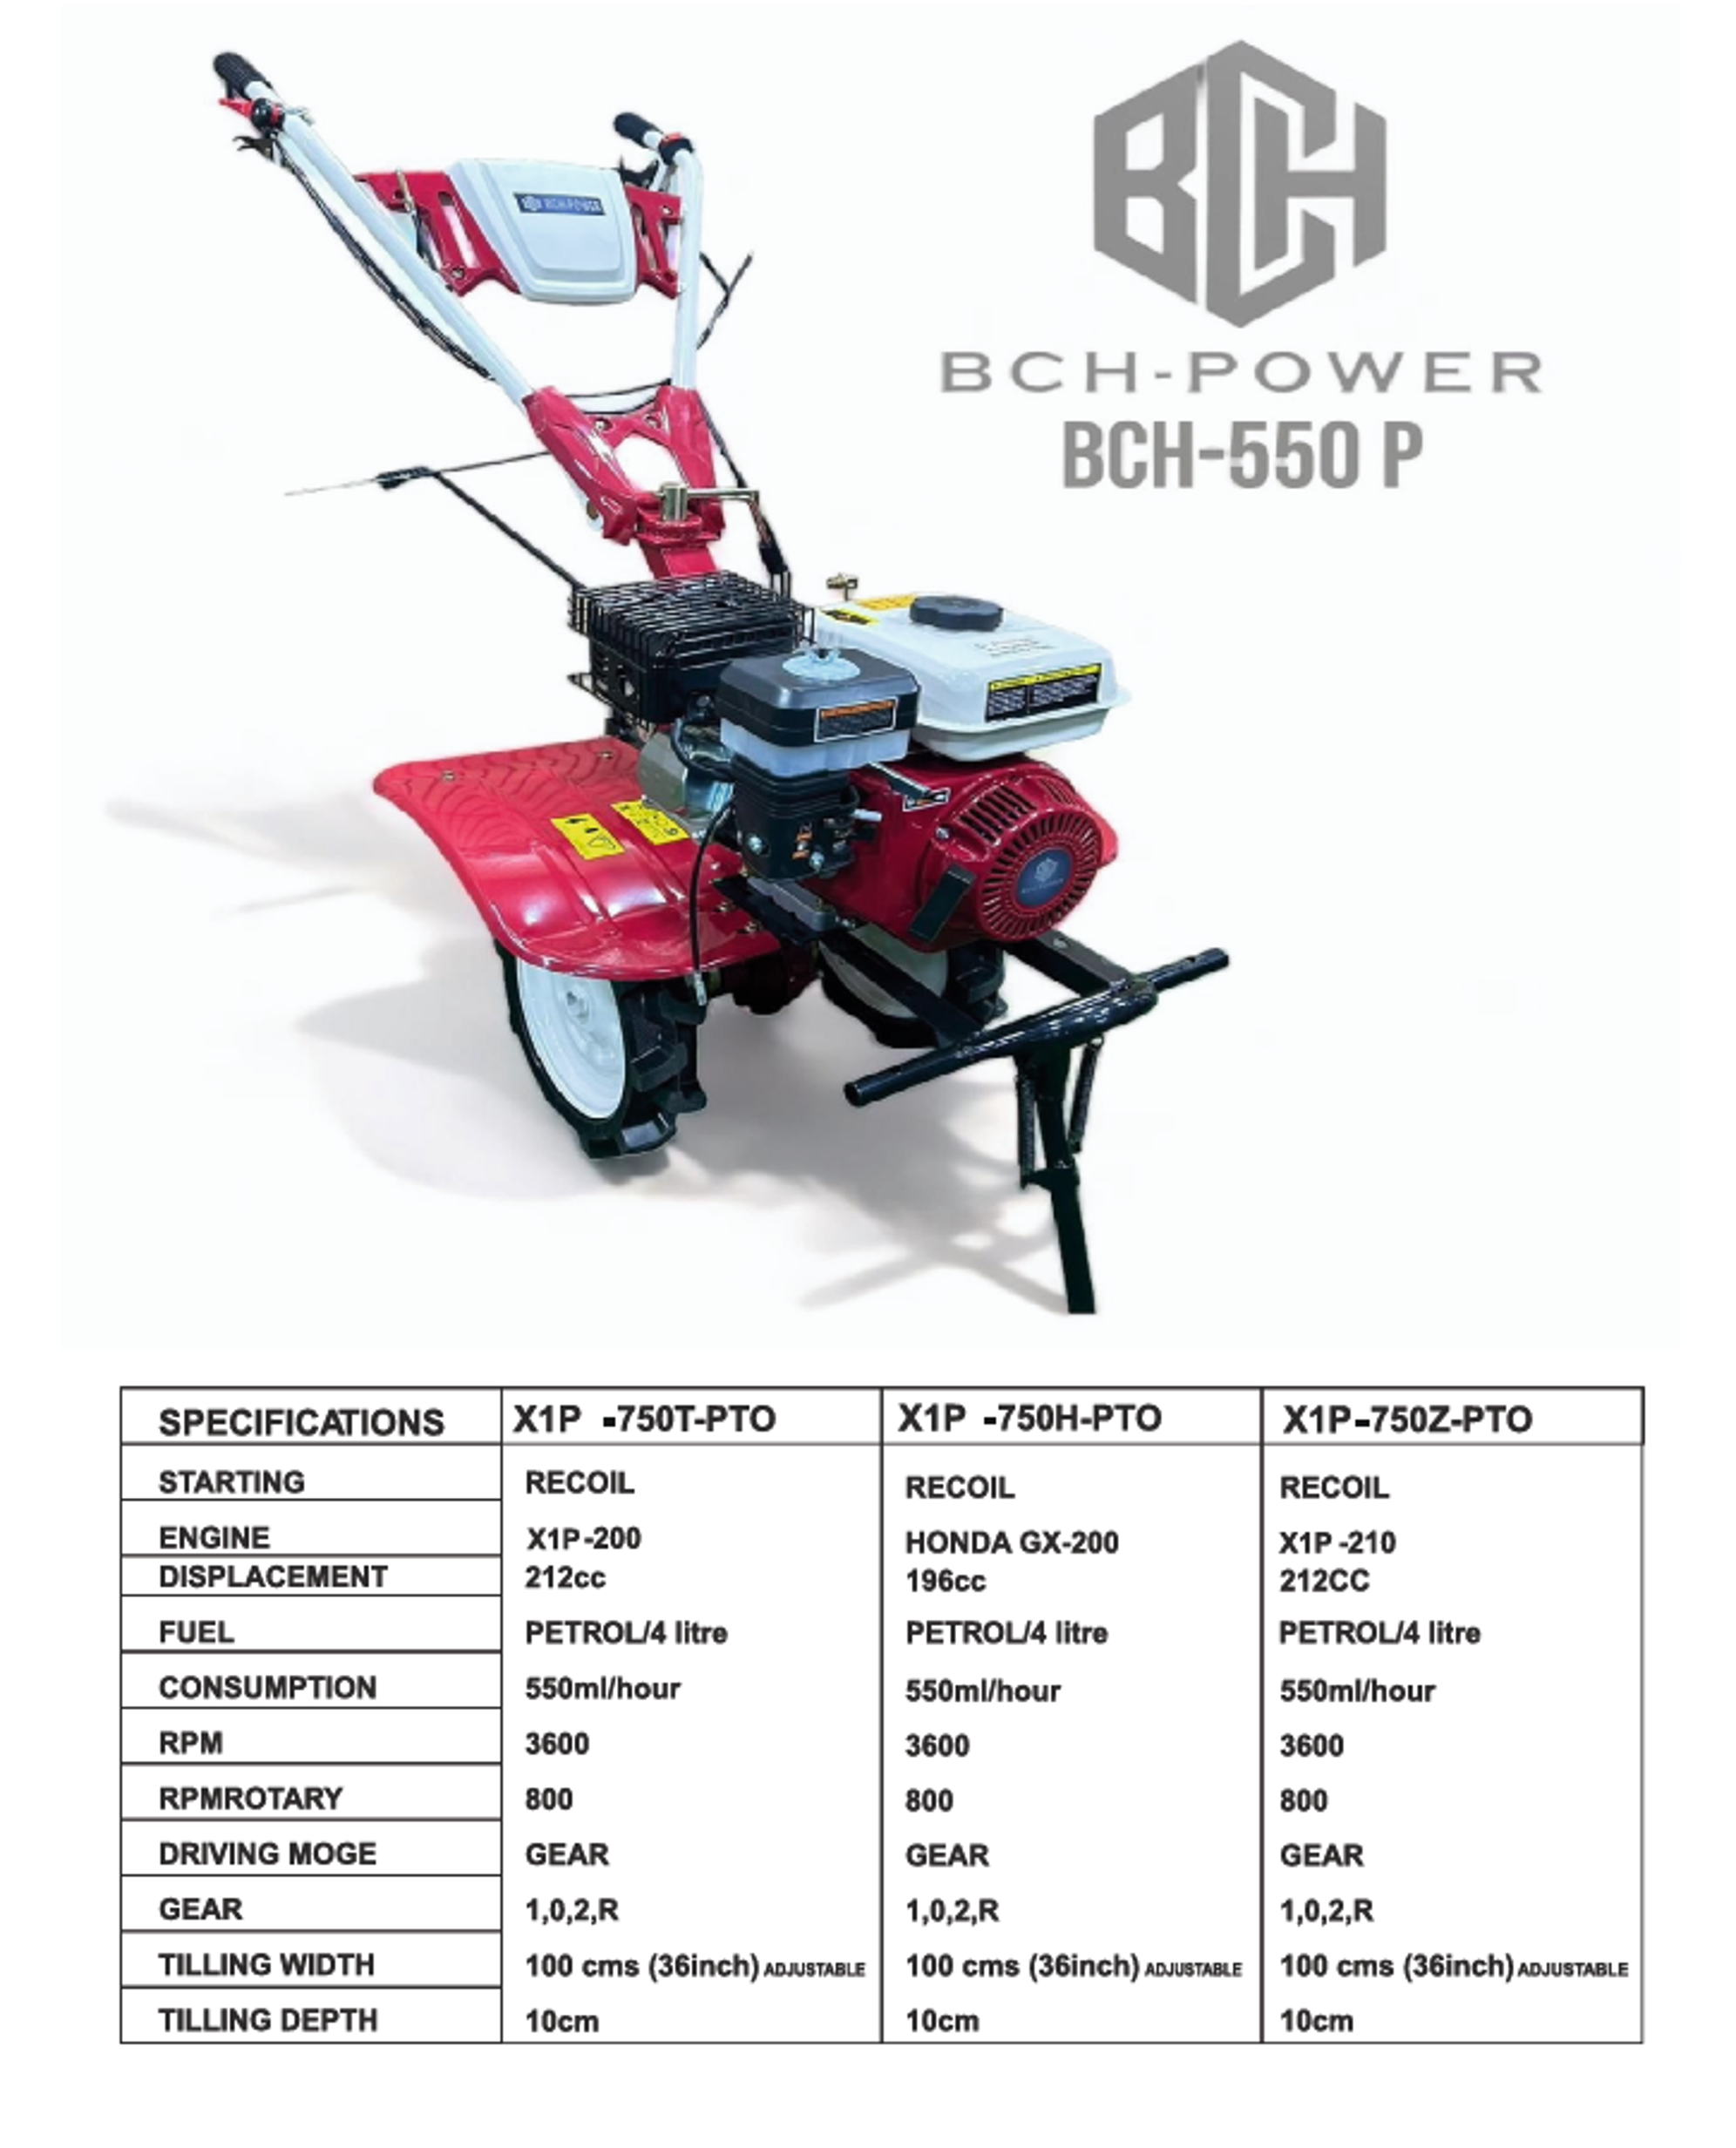 BCH
BCH-POWER
BCH-POWER
BCH-550 P
SPECIFICATIONS X1P -750T-PTO X1P -750H-PTO X1P-750Z-PTO
STARTING RECOIL RECOIL RECOIL
ENGINE X1P-200 HONDA GX-200 X1P -210
DISPLACEMENT 212cc 196cc 212CC
FUEL PETROL/4 litre PETROL/4 litre PETROL/4 litre
CONSUMPTION 550ml/hour 550ml/hour 550ml/hour
RPM 3600 3600 3600
RPMROTARY 800 800 800
DRIVING MOGE GEAR GEAR GEAR
GEAR 1,0,2,R 1,0,2,R 1,0,2,R
TILLING WIDTH 100 cms (36inch) ADJUSTABLE 100 cms (36inch) ADJUSTABLE 100 cms (36inch) ADJUSTABLE
TILLING DEPTH 10cm 10cm 10cm